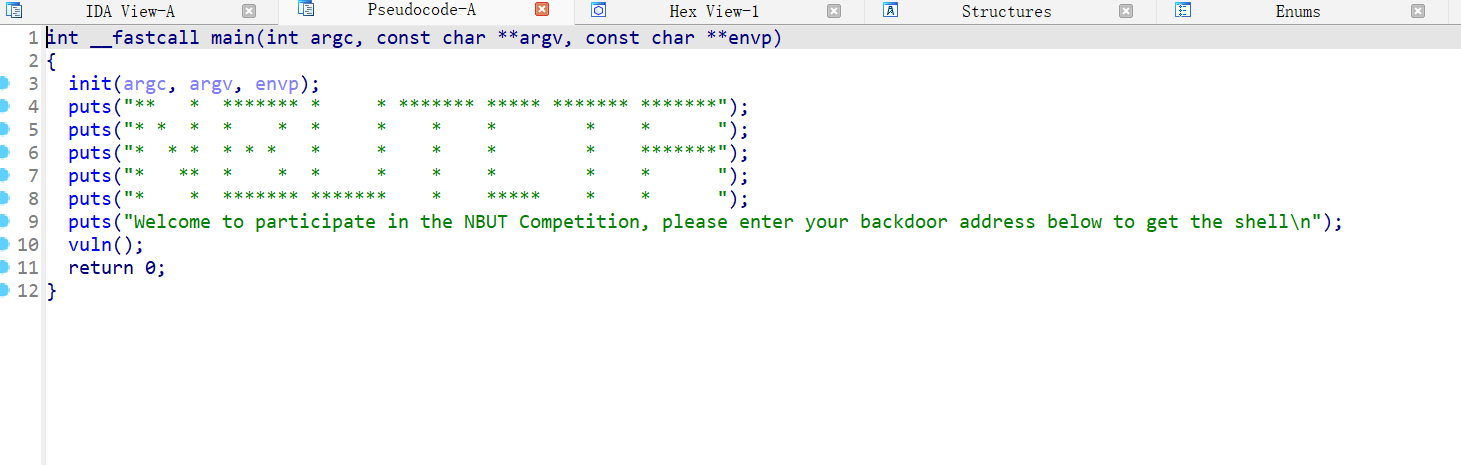 IDA View-A Pseudocode-A Hex View-1 Structures Enums
1 int __fastcall main(int argc, const char **argv, const char **envp)
2 {
3   init(argc, argv, envp);
4   puts("**   *  ******* *     * ******* ***** ******* *******");
5   puts("* *  *  *    *  *     *    *    *        *    *      ");
6   puts("*  * *  * * *   *     *    *    *        *    *******");
7   puts("*   **  *    *  *     *    *    *        *    *      ");
8   puts("*    *  ******* *******    *    *****    *    *      ");
9   puts("Welcome to participate in the NBUT Competition, please enter your backdoor address below to get the shell\n");
10   vuln();
11   return 0;
12 }